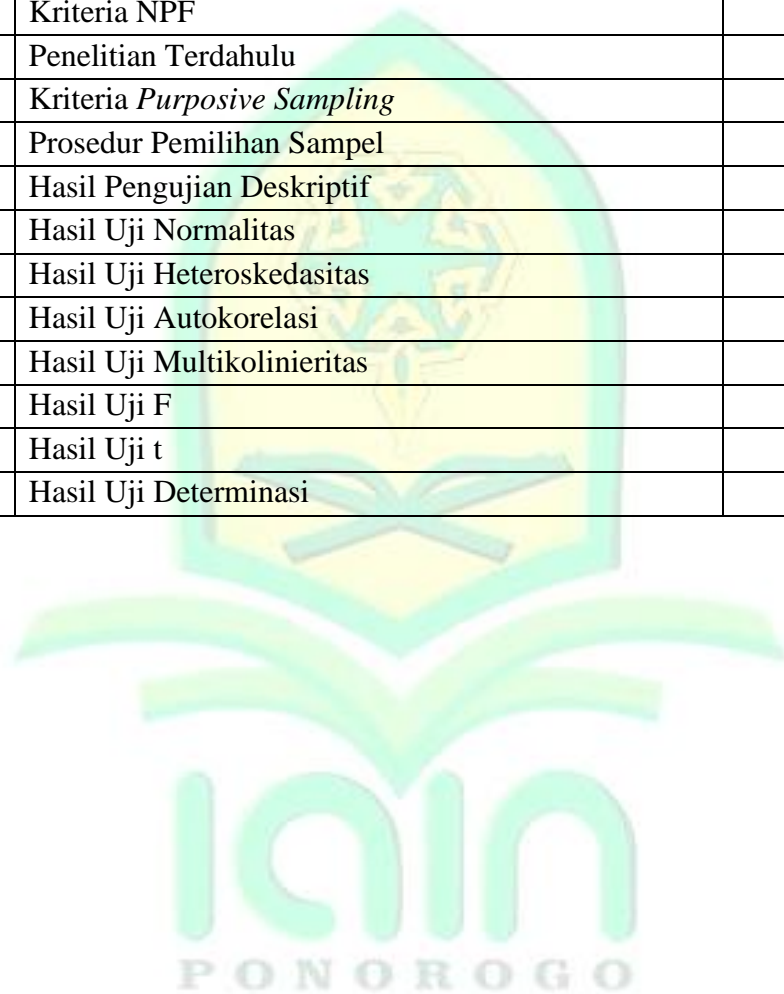 Kriteria NPF
Penelitian Terdahulu
Kriteria Purposive Sampling
Prosedur Pemilihan Sampel
Hasil Pengujian Deskriptif
Hasil Uji Normalitas
Hasil Uji Heteroskedasitas
Hasil Uji Autokorelasi
Hasil Uji Multikolinieritas
Hasil Uji F
Hasil Uji t
Hasil Uji Determinasi
IAIN
PONOROGO